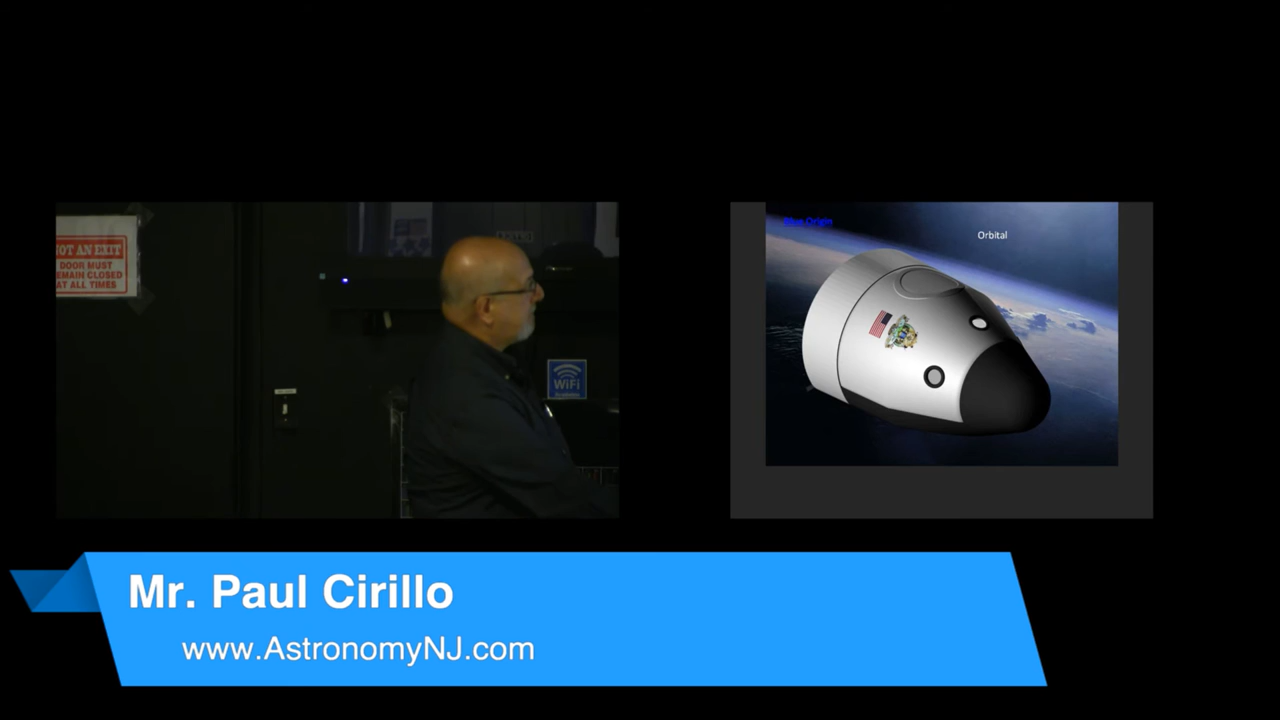 NOT AN EXIT
DOOR MUST
REMAIN CLOSED
AT ALL TIMES
WiFi
Blue Origin
Orbital
Mr. Paul Cirillo
www.AstronomyNJ.com